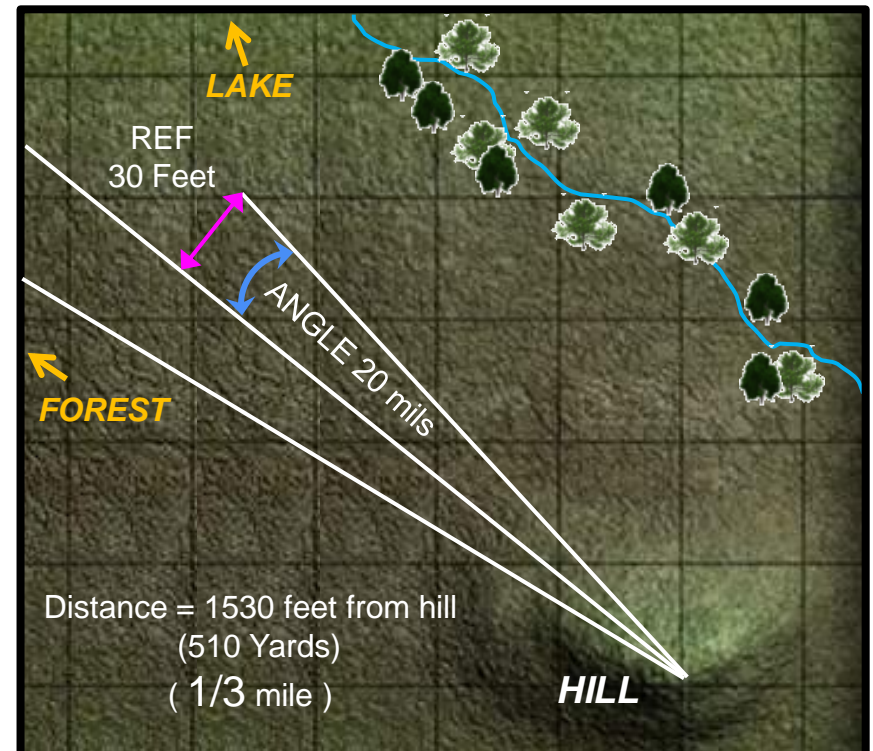 LAKE
REF
30 Feet
ANGLE 20 mils
FOREST
Distance = 1530 feet from hill
(510 Yards)
( 1/3 mile )
HILL